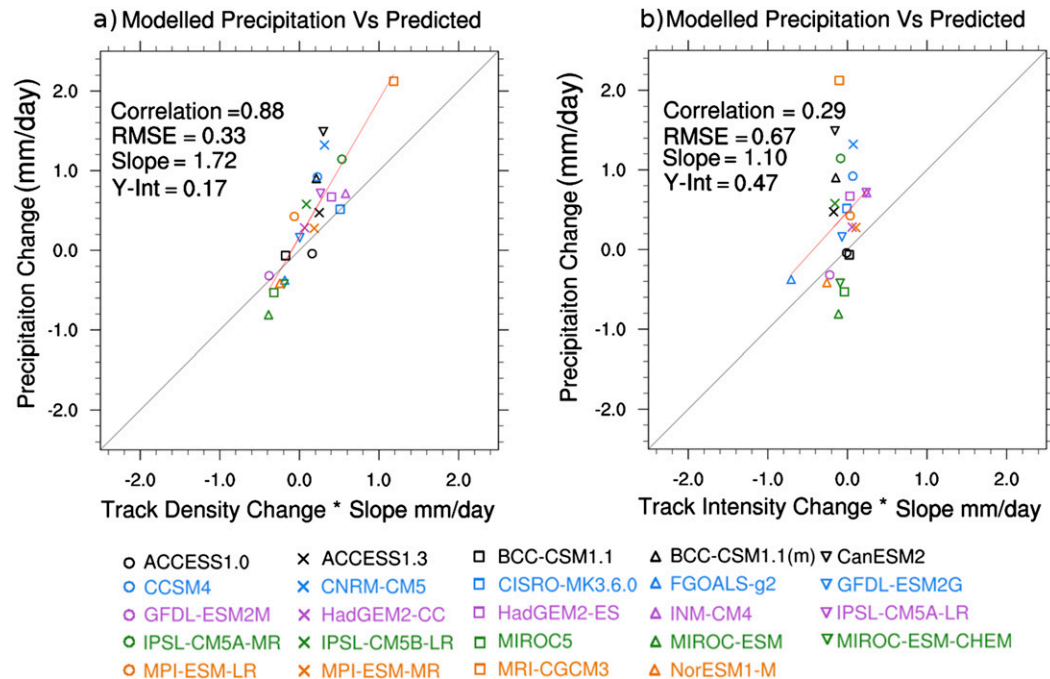 a) Modelled Precipitation Vs Predicted
Precipitaiton Change (mm/day)
2.0
1.0
0.0
-1.0
-2.0
Correlation =0.88
RMSE = 0.33
Slope = 1.72
Y-Int = 0.17
-2.0 -1.0 0.0 1.0 2.0
Track Density Change * Slope mm/day
b) Modelled Precipitation Vs Predicted
Precipitaiton Change (mm/day)
2.0
1.0
0.0
-1.0
-2.0
Correlation = 0.29
RMSE = 0.67
Slope = 1.10
Y-Int = 0.47
-2.0 -1.0 0.0 1.0 2.0
Track Intensity Change * Slope mm/day
ACCESS1.0 ACCESS1.3 BCC-CSM1.1 BCC-CSM1.1(m) CanESM2
CCSM4 CNRM-CM5 CISRO-MK3.6.0 FGOALS-g2 GFDL-ESM2G
GFDL-ESM2M HadGEM2-CC HadGEM2-ES INM-CM4 IPSL-CM5A-LR
IPSL-CM5A-MR IPSL-CM5B-LR MIROC5 MIROC-ESM MIROC-ESM-CHEM
MPI-ESM-LR MPI-ESM-MR MRI-CGCM3 NorESM1-M